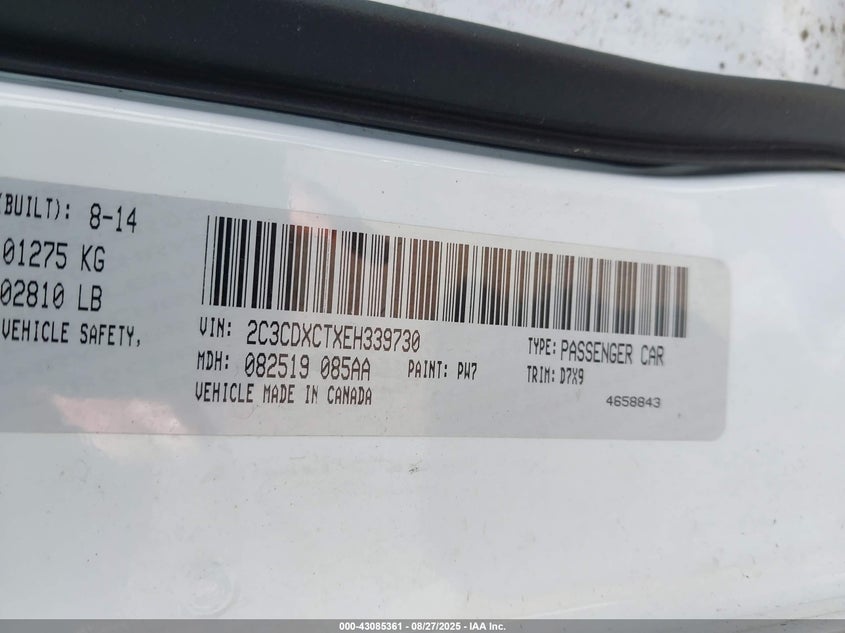 (BUILT): 8-14
01275 KG
02810 LB
VEHICLE SAFETY,
VIN: 2C3CDXCTXEH339730
MDH: 082519 085AA PAINT: PW7
VEHICLE MADE IN CANADA
TYPE: PASSENGER CAR
TRIM: D7X9
4658843
000-43085361 | 08/27/2025 - IAA Inc.